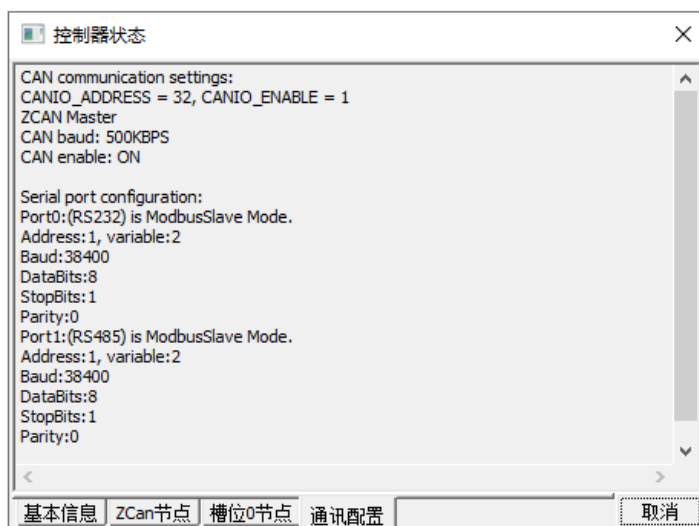 控制器状态
CAN communication settings:
CANIO_ADDRESS = 32, CANIO_ENABLE = 1
ZCAN Master
CAN baud: 500KBPS
CAN enable: ON
Serial port configuration:
Port0:(RS232) is ModbusSlave Mode.
Address:1, variable:2
Baud:38400
DataBits:8
StopBits:1
Parity:0
Port1:(RS485) is ModbusSlave Mode.
Address:1, variable:2
Baud:38400
DataBits:8
StopBits:1
Parity:0
基本信息 ZCan节点 槽位0节点 通讯配置 取消